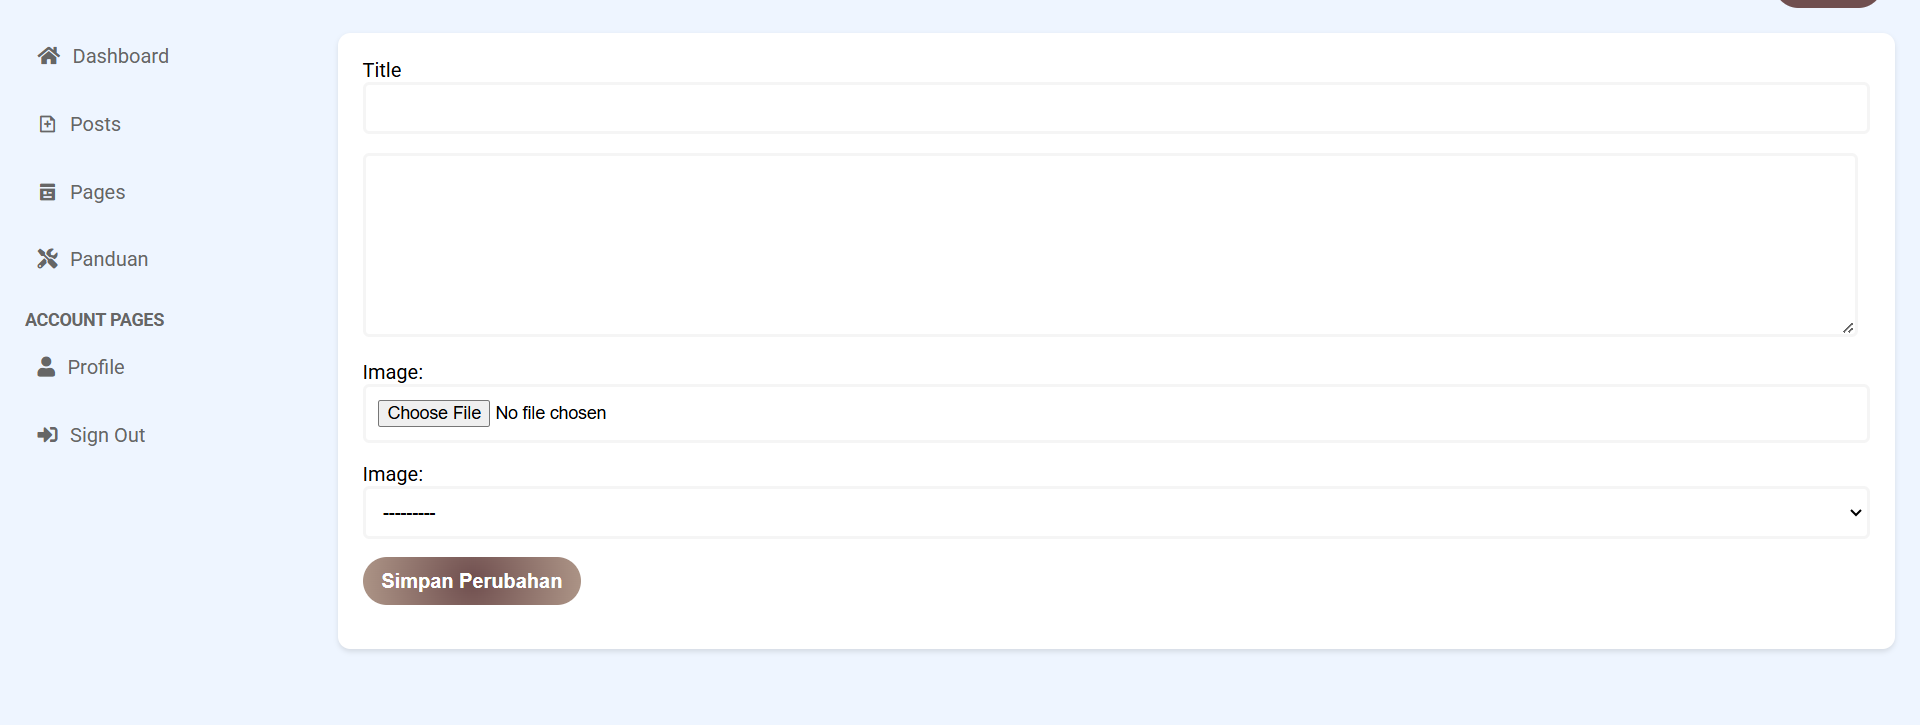 Dashboard
Posts
Pages
Panduan
ACCOUNT PAGES
Profile
Sign Out
Title
Image:
Choose File No file chosen
Image:
---------
Simpan Perubahan